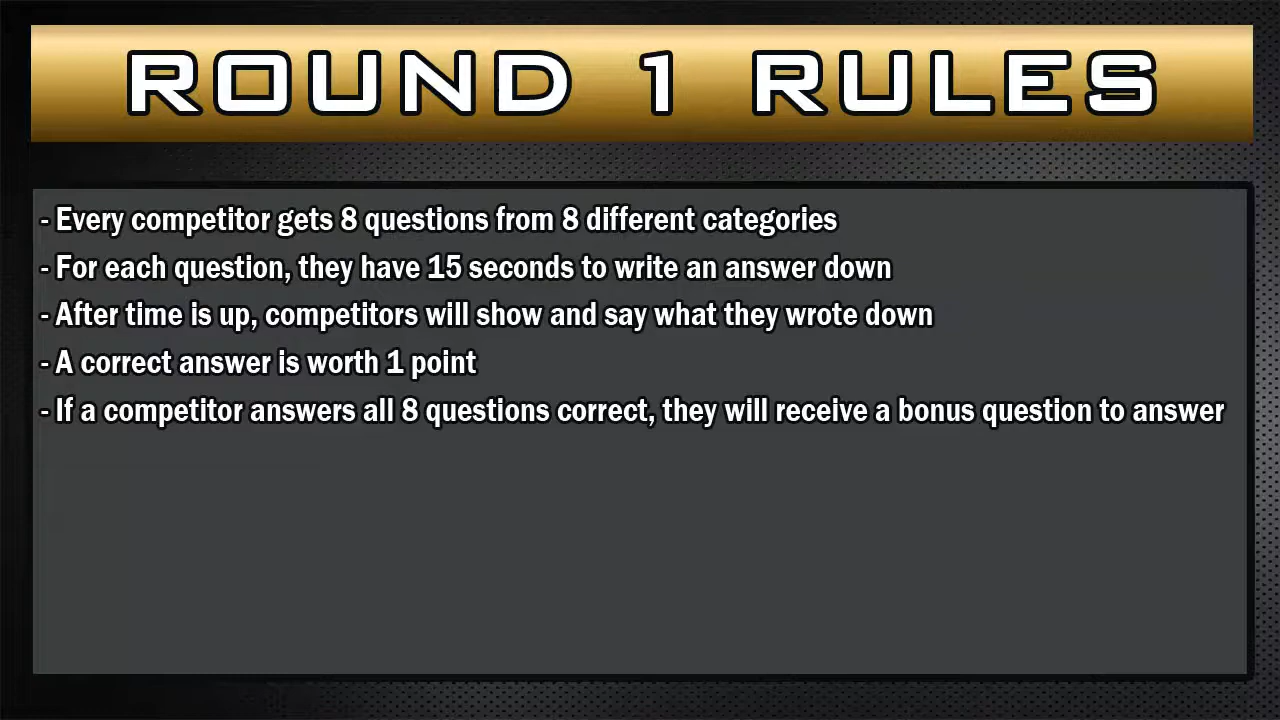 ROUND 1 RULES
- Every competitor gets 8 questions from 8 different categories
- For each question, they have 15 seconds to write an answer down
- After time is up, competitors will show and say what they wrote down
- A correct answer is worth 1 point
- If a competitor answers all 8 questions correct, they will receive a bonus question to answer